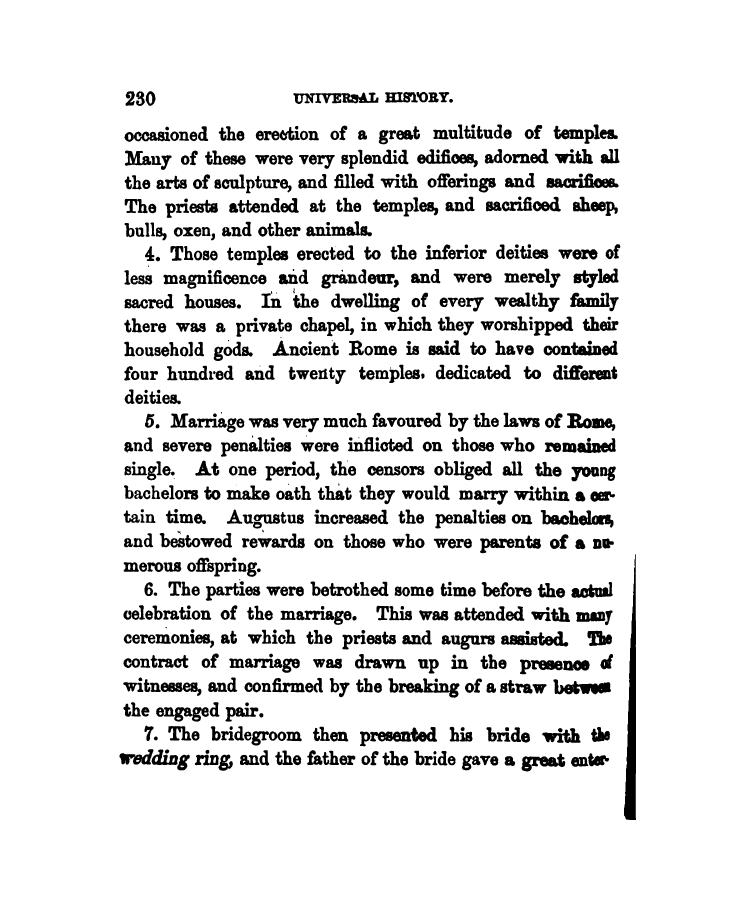 230 UNIVERSAL HISTORY.
occasioned the erection of a great multitude of temples.
Many of these were very splendid edifices, adorned with all
the arts of sculpture, and filled with offerings and sacrifices.
The priests attended at the temples, and sacrificed sheep,
bulls, oxen, and other animals.
4. Those temples erected to the inferior deities were of
less magnificence and grandeur, and were merely styled
sacred houses. In the dwelling of every wealthy family
there was a private chapel, in which they worshipped their
household gods. Ancient Rome is said to have contained
four hundred and twenty temples. dedicated to different
deities.
5. Marriage was very much favoured by the laws of Rome,
and severe penalties were inflicted on those who remained
single. At one period, the censors obliged all the young
bachelors to make oath that they would marry within a cer-
tain time. Augustus increased the penalties on bachelors,
and bestowed rewards on those who were parents of a nu-
merous offspring.
6. The parties were betrothed some time before the actual
celebration of the marriage. This was attended with many
ceremonies, at which the priests and augurs assisted. The
contract of marriage was drawn up in the presence of
witnesses, and confirmed by the breaking of a straw between
the engaged pair.
7. The bridegroom then presented his bride with the
wedding ring, and the father of the bride gave a great enter-